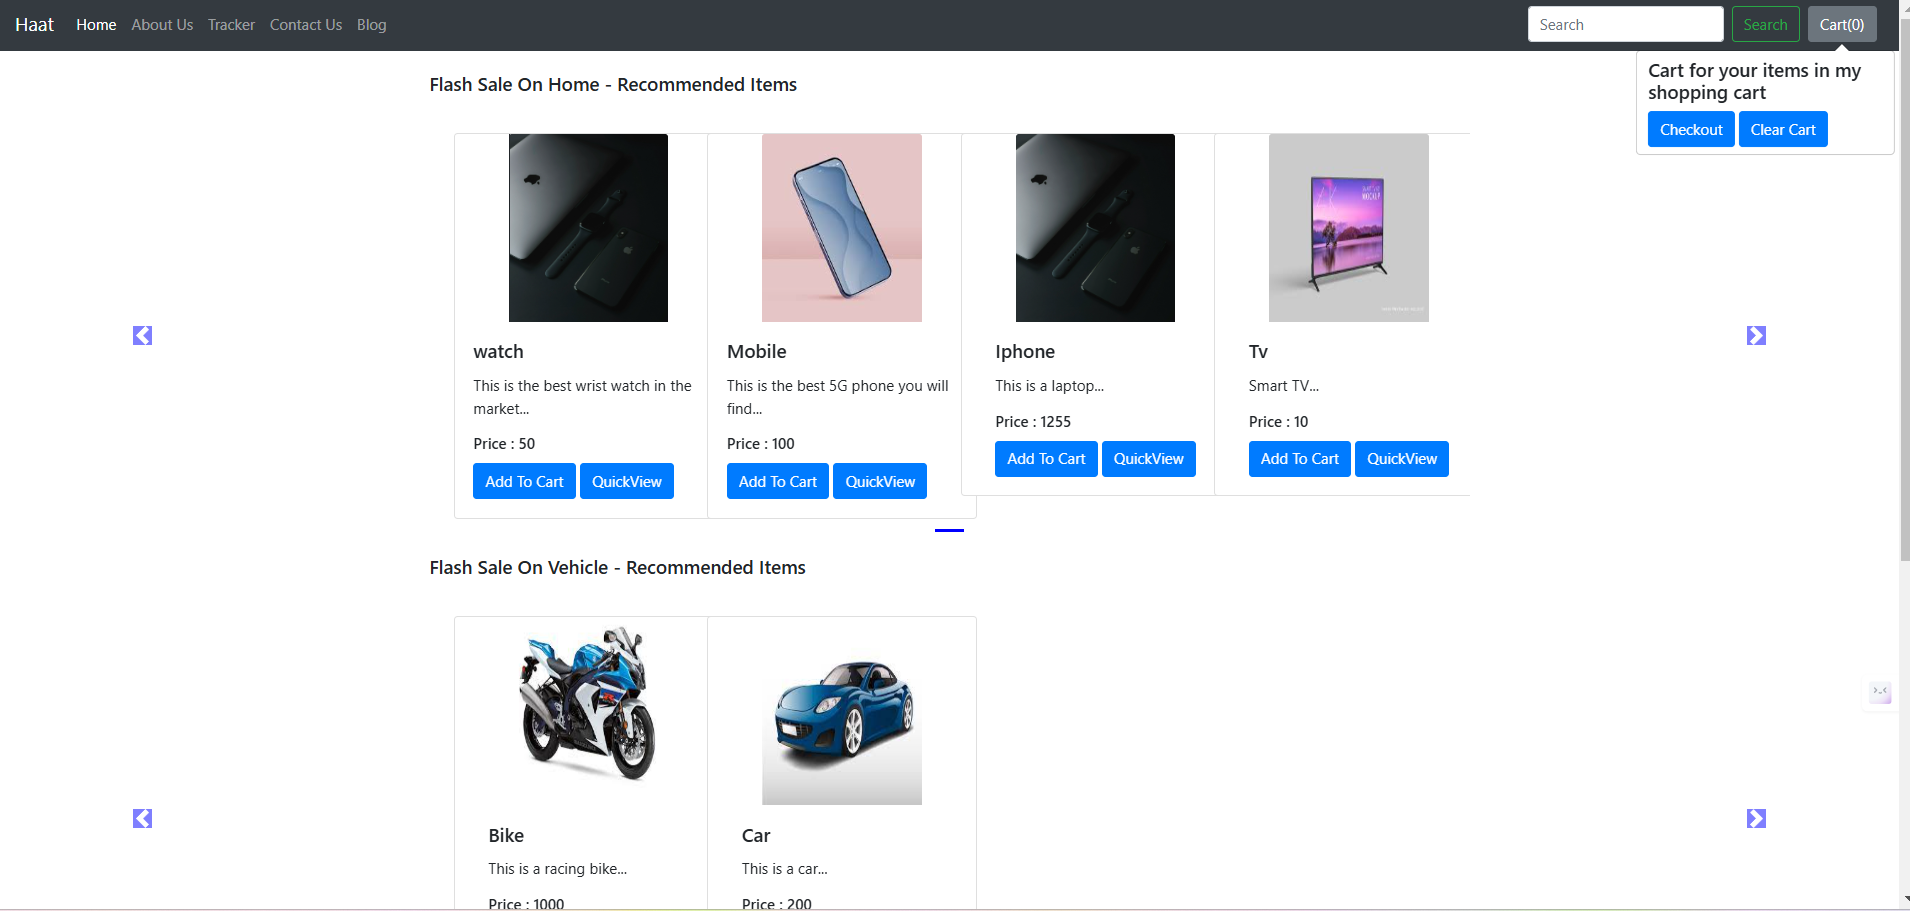 Haat Home About Us Tracker Contact Us Blog Search Search Cart(0)
Cart for your items in my
shopping cart
Checkout Clear Cart
Flash Sale On Home - Recommended Items
MOCKUP
watch
This is the best wrist watch in the
market...
Price : 50
Add To Cart QuickView
Mobile
This is the best 5G phone you will
find...
Price : 100
Add To Cart QuickView
Iphone
This is a laptop...
Price : 1255
Add To Cart QuickView
Tv
Smart TV...
Price : 10
Add To Cart QuickView
Flash Sale On Vehicle - Recommended Items
Bike
This is a racing bike...
Price : 1000
Car
This is a car...
Price : 200